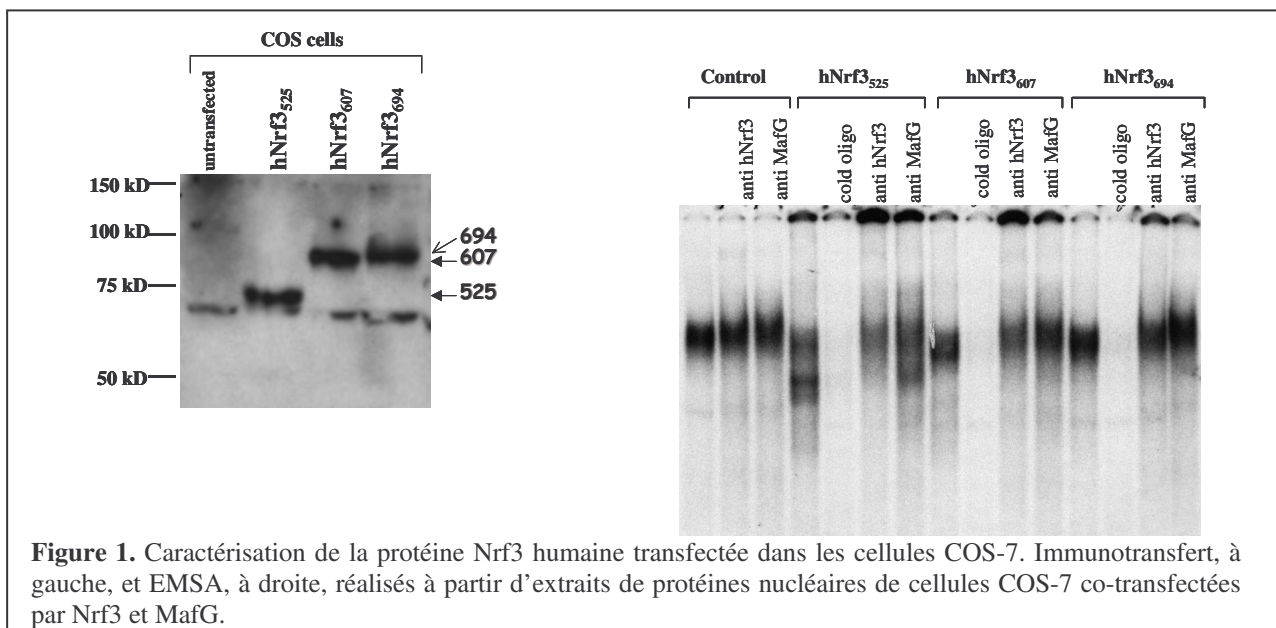 COS cells
untransfected
hNrf3525
hNrf3607
hNrf3694
150 kD
100 kD
75 kD
50 kD
694
607
525
Control
hNrf3525
hNrf3607
hNrf3694
anti hNrf3
anti MafG
cold oligo
anti hNrf3
anti MafG
cold oligo
anti hNrf3
anti MafG
cold oligo
anti hNrf3
anti MafG
Figure 1. Caractérisation de la protéine Nrf3 humaine transfectée dans les cellules COS-7. Immunotransfert, à
gauche, et EMSA, à droite, réalisés à partir d'extraits de protéines nucléaires de cellules COS-7 co-transfectées
par Nrf3 et MafG.